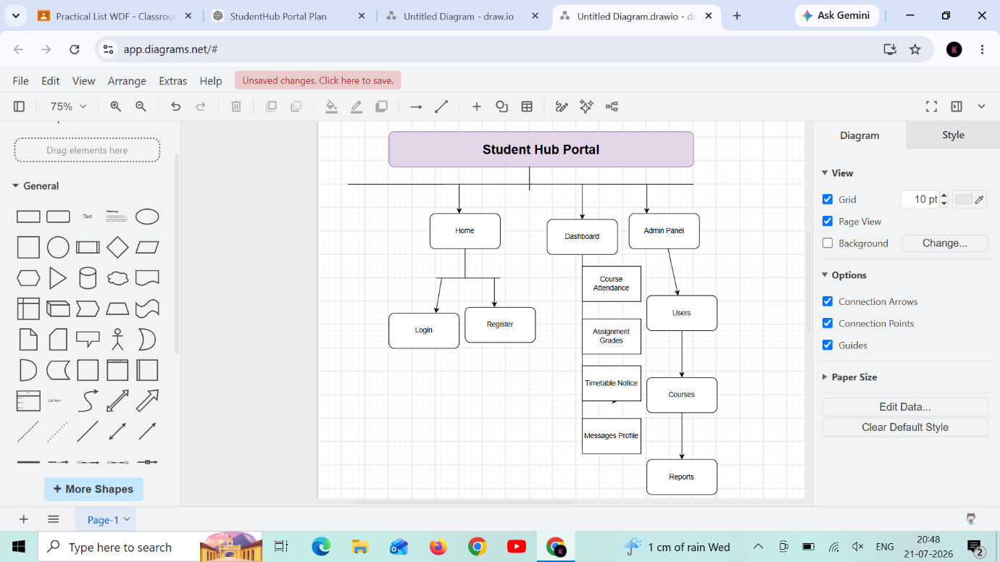 Practical List WDF - Classroo
StudentHub Portal Plan
Untitled Diagram - draw.io
Untitled Diagram.drawio - dr
Ask Gemini
app.diagrams.net/#
K
File
Edit
View
Arrange
Extras
Help
Unsaved changes. Click here to save.
75%
Drag elements here
General
Text
Heading
List Item
+ More Shapes
Student Hub Portal
Home
Dashboard
Admin Panel
Course
Attendance
Users
Login
Register
Assignment
Grades
Timetable Notice
Courses
Messages Profile
Reports
Diagram
Style
View
Grid
10 pt
Page View
Background
Change...
Options
Connection Arrows
Connection Points
Guides
Paper Size
Edit Data...
Clear Default Style
Page-1
Type here to search
K
1 cm of rain Wed
ENG
20:48
21-07-2026
2